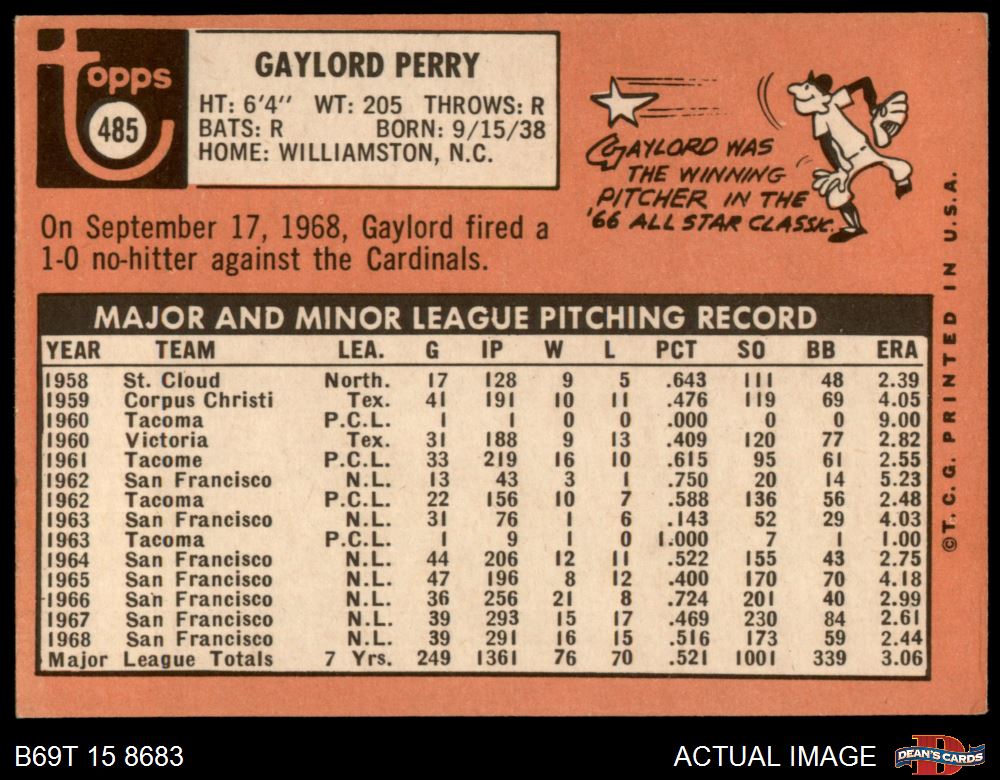 topps
485
GAYLORD PERRY
HT: 6'4" WT: 205 THROWS: R
BATS: R BORN: 9/15/38
HOME: WILLIAMSTON, N.C.
GAYLORD WAS
THE WINNING
PITCHER IN THE
'66 ALL STAR CLASSIC.
On September 17, 1968, Gaylord fired a
1-0 no-hitter against the Cardinals.
MAJOR AND MINOR LEAGUE PITCHING RECORD
YEAR TEAM LEA. G IP W L PCT SO BB ERA
1958 St. Cloud North. 17 128 9 5 .643 111 48 2.39
1959 Corpus Christi Tex. 41 191 10 11 .476 119 69 4.05
1960 Tacoma P.C.L. 1 1 0 0 .000 0 0 9.00
1960 Victoria Tex. 31 188 9 13 .409 120 77 2.82
1961 Tacome P.C.L. 33 219 16 10 .615 95 61 2.55
1962 San Francisco N.L. 13 43 3 1 .750 20 14 5.23
1962 Tacoma P.C.L. 22 156 10 7 .588 136 56 2.48
1963 San Francisco N.L. 31 76 1 6 .143 52 29 4.03
1963 Tacoma P.C.L. 1 9 1 0 1.000 7 1 1.00
1964 San Francisco N.L. 44 206 12 11 .522 155 43 2.75
1965 San Francisco N.L. 47 196 8 12 .400 170 70 4.18
1966 San Francisco N.L. 36 256 21 8 .724 201 40 2.99
1967 San Francisco N.L. 39 293 15 17 .469 230 84 2.61
1968 San Francisco N.L. 39 291 16 15 .516 173 59 2.44
Major League Totals 7 Yrs. 249 1361 76 70 .521 1001 339 3.06
©T. C. G. PRINTED IN U.S.A.
B69T 15 8683
ACTUAL IMAGE
D
DEAN'S CARDS